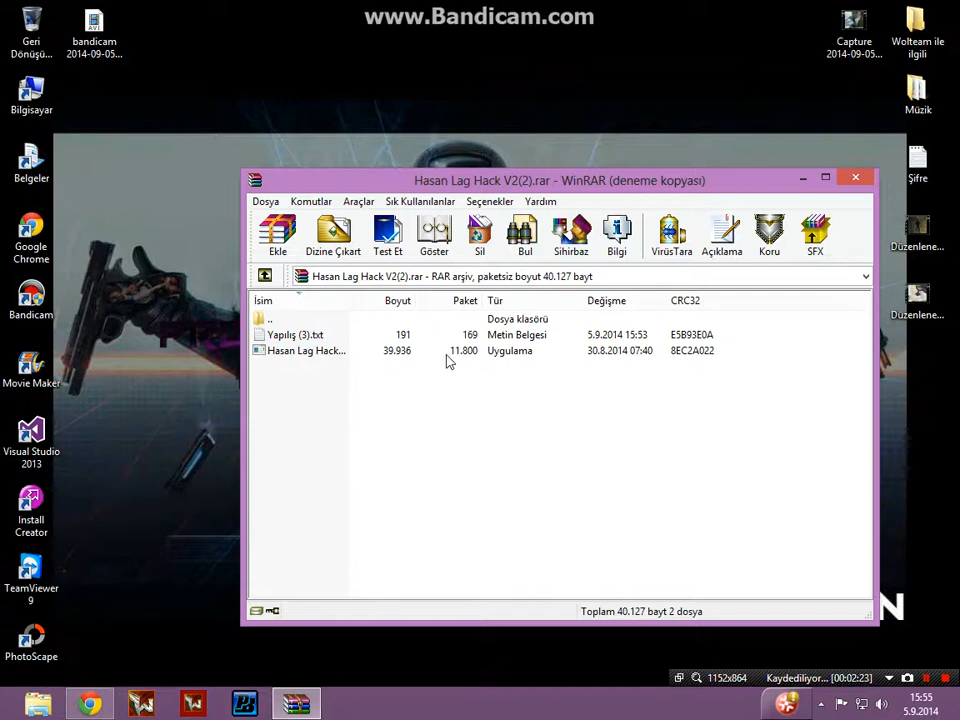 www.Bandicam.com
Geri
Dönüşü...
bandicam
2014-09-05...
Capture
2014-09-05...
Wolteam ile
ilgili
Bilgisayar
Müzik
Belgeler
Şifre
Google
Chrome
Düzenlene...
Bandicam
Düzenlene...
Movie Maker
Visual Studio
2013
Install
Creator
TeamViewer
9
PhotoScape
Hasan Lag Hack V2(2).rar - WinRAR (deneme kopyası)
Dosya Komutlar Araçlar Sık Kullanılanlar Seçenekler Yardım
Ekle Dizine Çıkart Test Et Göster Bul Sil Sihirbaz Bilgi VirüsTara Açıklama Koru SFX
Hasan Lag Hack V2(2).rar - RAR arşiv, paketsiz boyut 40.127 bayt
İsim Boyut Paket Tür Değişme CRC32
.. Dosya klasörü
Yapılış (3).txt 191 169 Metin Belgesi 5.9.2014 15:53 E5B93E0A
Hasan Lag Hack... 39.936 11.800 Uygulama 30.8.2014 07:40 8EC2A022
Toplam 40.127 bayt 2 dosya
N
1152x864 Kaydediliyor... [00:02:23]
15:55
5.9.2014